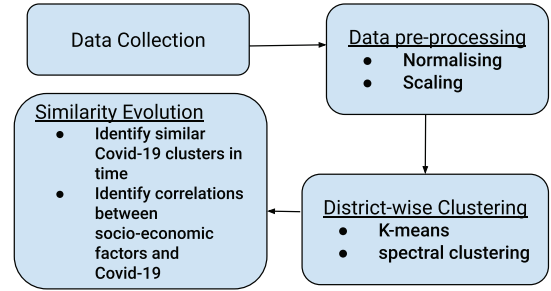 Data Collection
Data pre-processing
● Normalising
● Scaling
Similarity Evolution
● Identify similar
Covid-19 clusters in
time
● Identify correlations
between
socio-economic
factors and
Covid-19
District-wise Clustering
● K-means
● spectral clustering